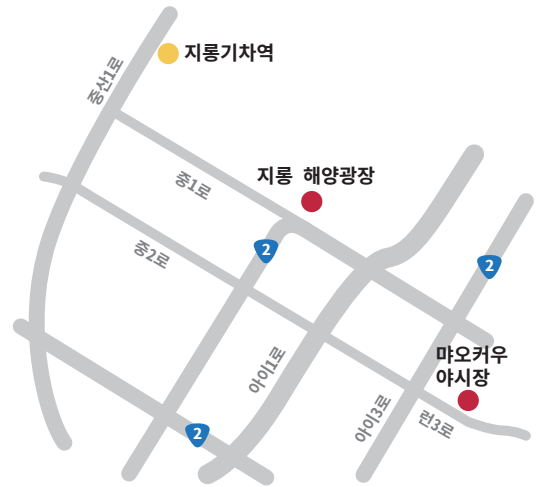 지룽기차역
중산1로
중1로
지룽 해양광장
중2로
2
2
아이1로
먀오커우
야시장
아이3로
런3로
2